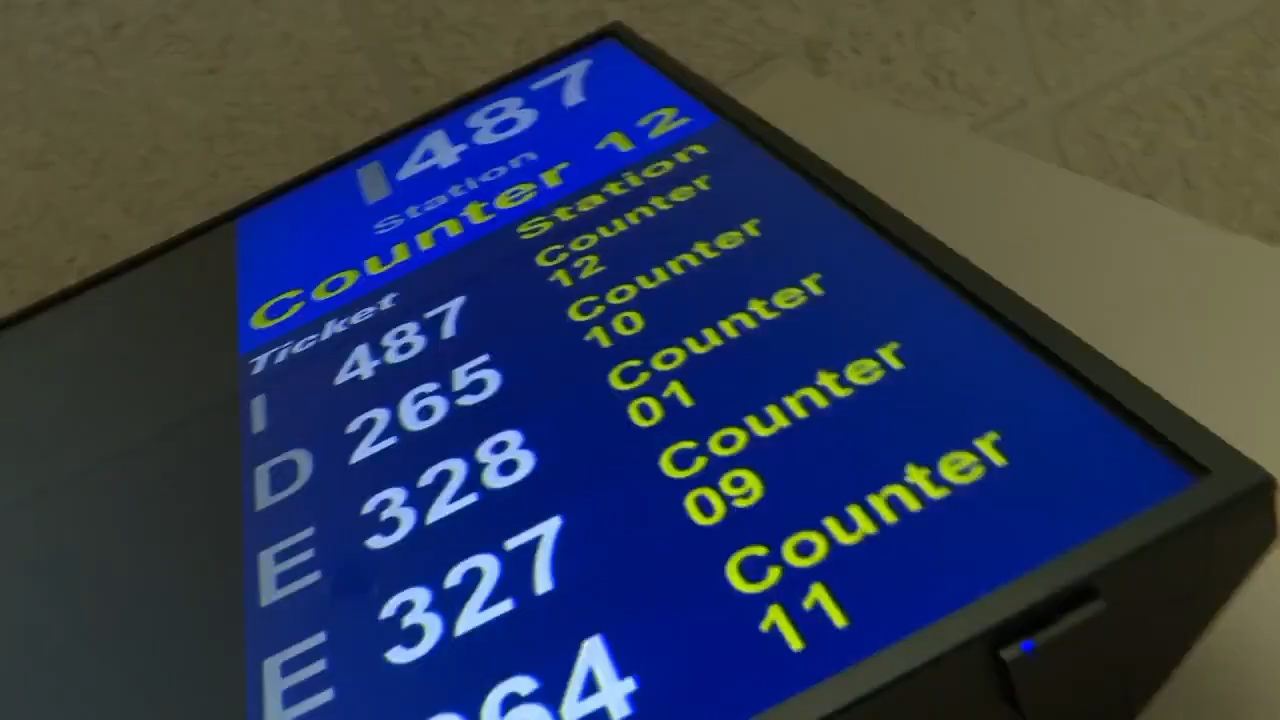 I487
Station
Counter 12
Ticket Station
I 487 Counter 12
D 265 Counter 10
E 328 Counter 01
E 327 Counter 09
64 Counter 11